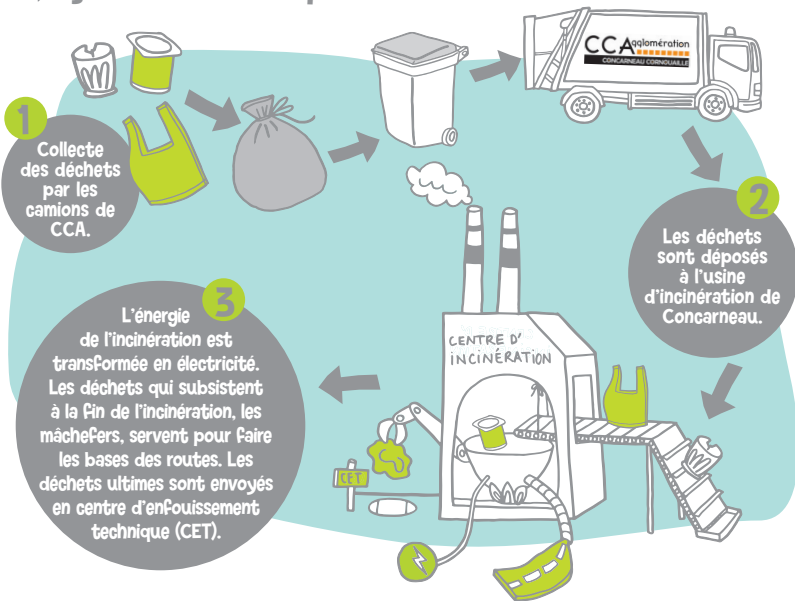 CCAgglomération
CONCARNEAU CORNOUAILLE
1
Collecte
des déchets
par les
camions de
CCA.
2
Les déchets
sont déposés
à l'usine
d'incinération de
Concarneau.
CENTRE D'
INCINÉRATION
CET
3
L'énergie
de l'incinération est
transformée en électricité.
Les déchets qui subsistent
à la fin de l'incinération, les
mâchefers, servent pour faire
les bases des routes. Les
déchets ultimes sont envoyés
en centre d'enfouissement
technique (CET).